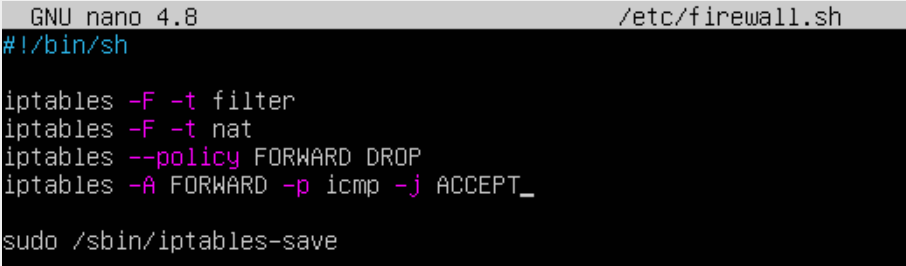 GNU nano 4.8 /etc/firewall.sh
#!/bin/sh
iptables -F -t filter
iptables -F -t nat
iptables --policy FORWARD DROP
iptables -A FORWARD -p icmp -j ACCEPT_
sudo /sbin/iptables-save